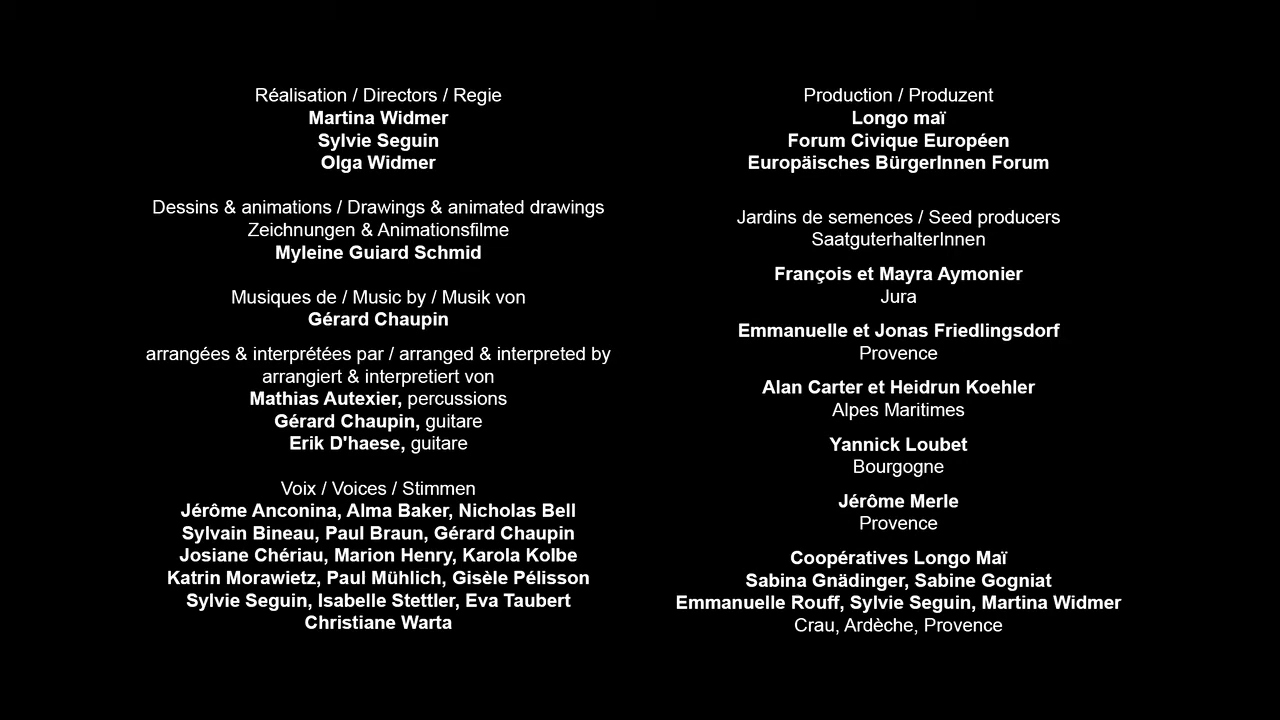 Réalisation / Directors / Regie
Martina Widmer
Sylvie Seguin
Olga Widmer
Dessins & animations / Drawings & animated drawings
Zeichnungen & Animationsfilme
Myleine Guiard Schmid
Musiques de / Music by / Musik von
Gérard Chaupin
arrangées & interprétées par / arranged & interpreted by
arrangiert & interpretiert von
Mathias Autexier, percussions
Gérard Chaupin, guitare
Erik D'haese, guitare
Voix / Voices / Stimmen
Jérôme Anconina, Alma Baker, Nicholas Bell
Sylvain Bineau, Paul Braun, Gérard Chaupin
Josiane Chériau, Marion Henry, Karola Kolbe
Katrin Morawietz, Paul Mühlich, Gisèle Pélisson
Sylvie Seguin, Isabelle Stettler, Eva Taubert
Christiane Warta
Production / Produzent
Longo maï
Forum Civique Européen
Europäisches BürgerInnen Forum
Jardins de semences / Seed producers
SaatguterhalterInnen
François et Mayra Aymonier
Jura
Emmanuelle et Jonas Friedlingsdorf
Provence
Alan Carter et Heidrun Koehler
Alpes Maritimes
Yannick Loubet
Bourgogne
Jérôme Merle
Provence
Coopératives Longo Maï
Sabina Gnädinger, Sabine Gogniat
Emmanuelle Rouff, Sylvie Seguin, Martina Widmer
Crau, Ardèche, Provence